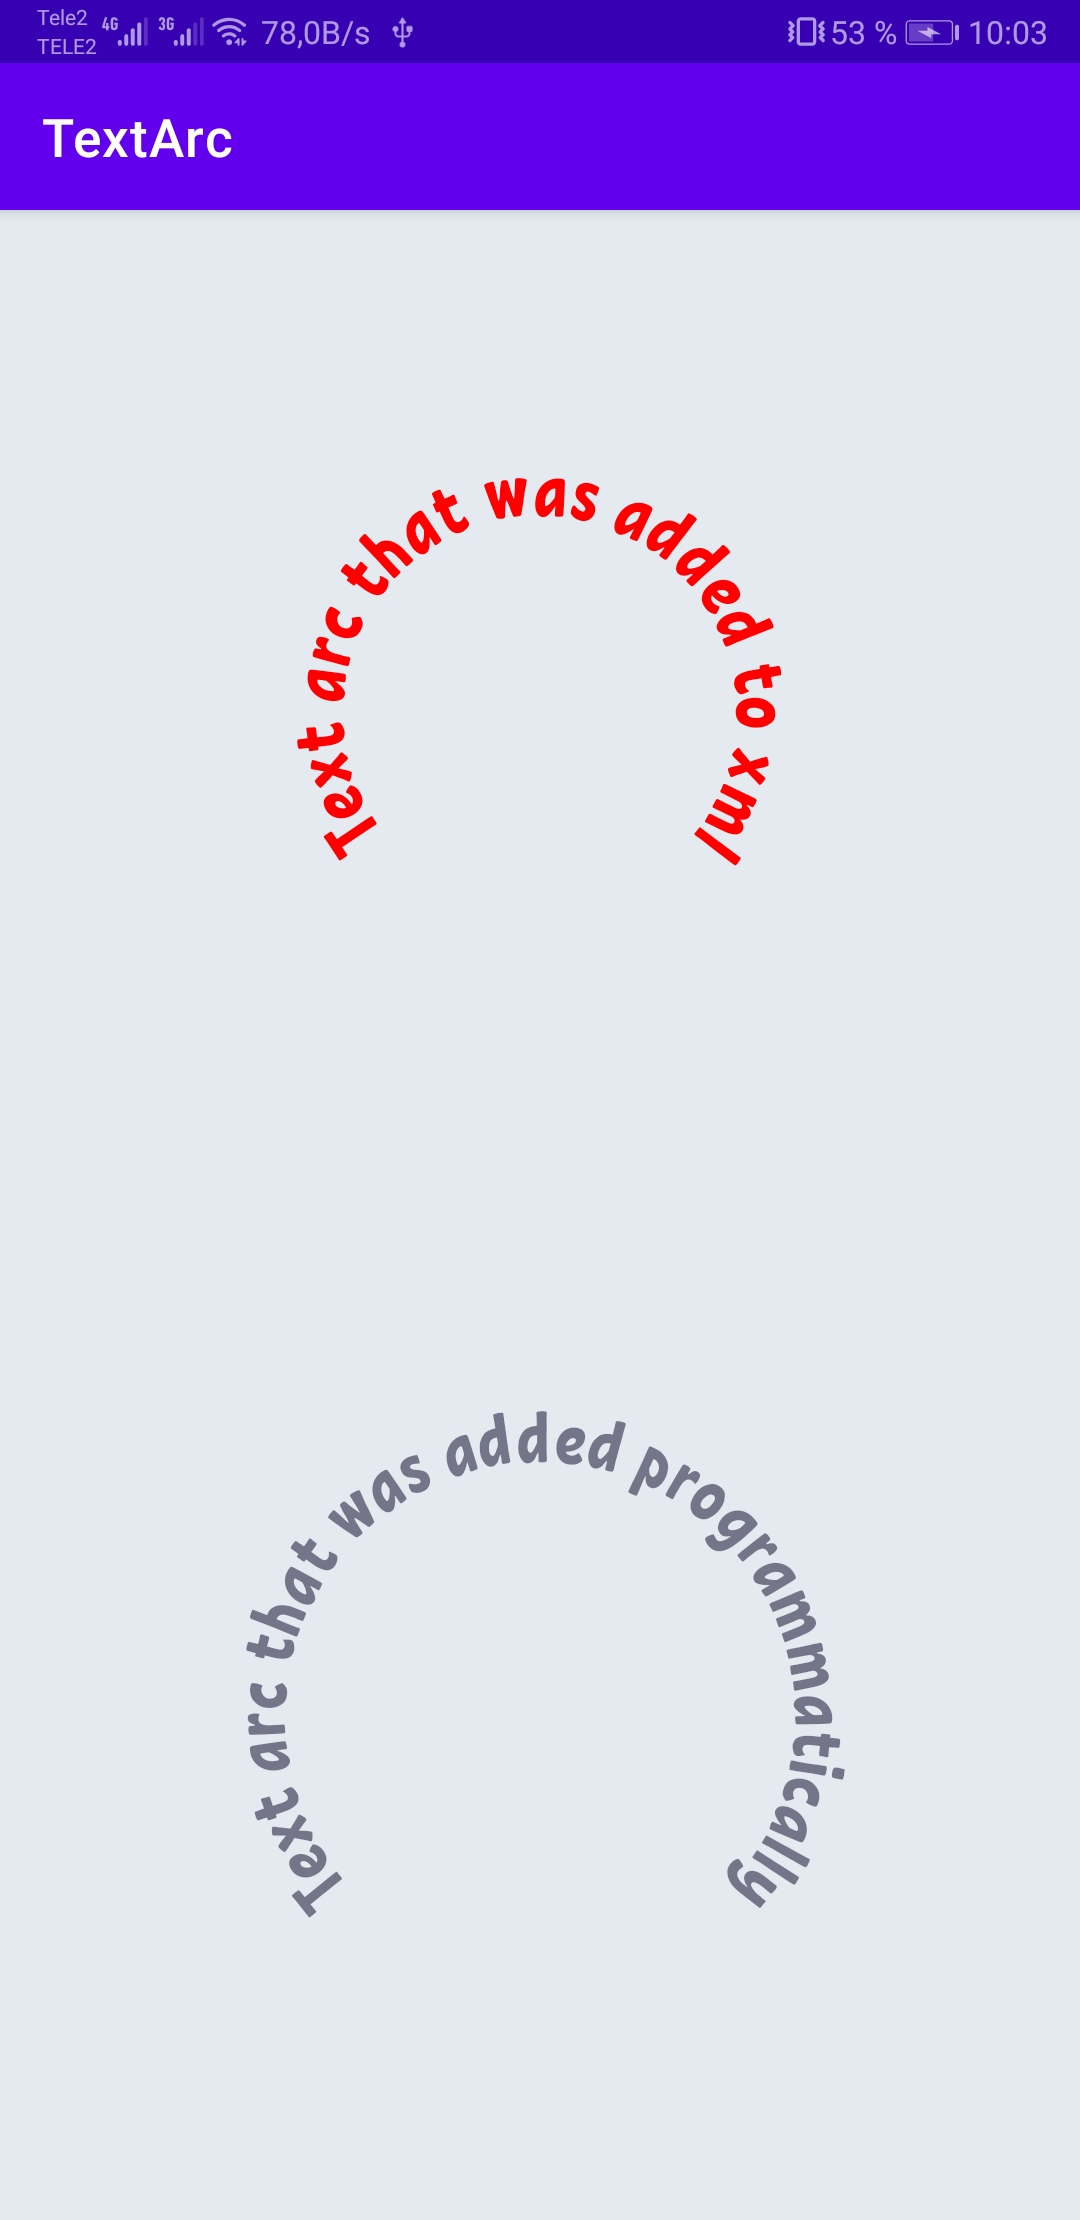 Tele2 4G 3G 78,0B/s 53 % 10:03
TELE2
TextArc
Text arc that was added to xml
Text arc that was added programmatically